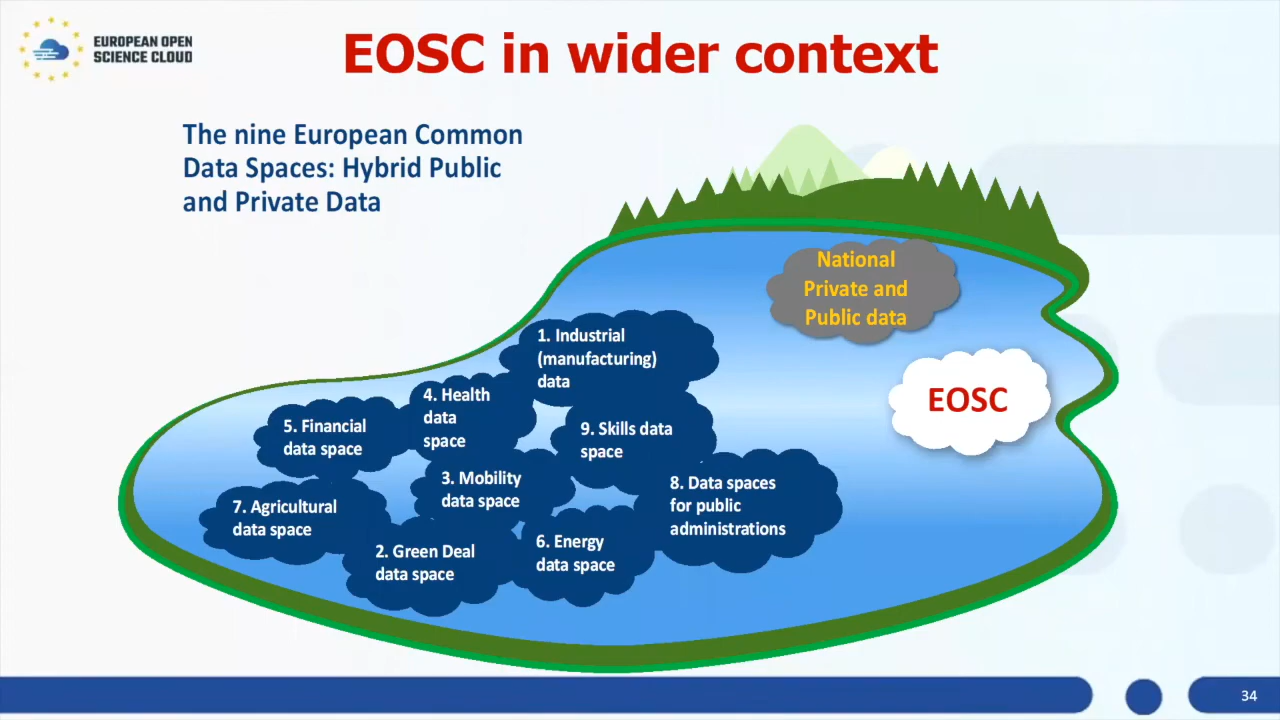 EUROPEAN OPEN
SCIENCE CLOUD
EOSC in wider context
The nine European Common
Data Spaces: Hybrid Public
and Private Data
National
Private and
Public data
EOSC
1. Industrial
(manufacturing)
data
4. Health
data
space
5. Financial
data space
9. Skills data
space
3. Mobility
data space
8. Data spaces
for public
administrations
7. Agricultural
data space
2. Green Deal
data space
6. Energy
data space
34